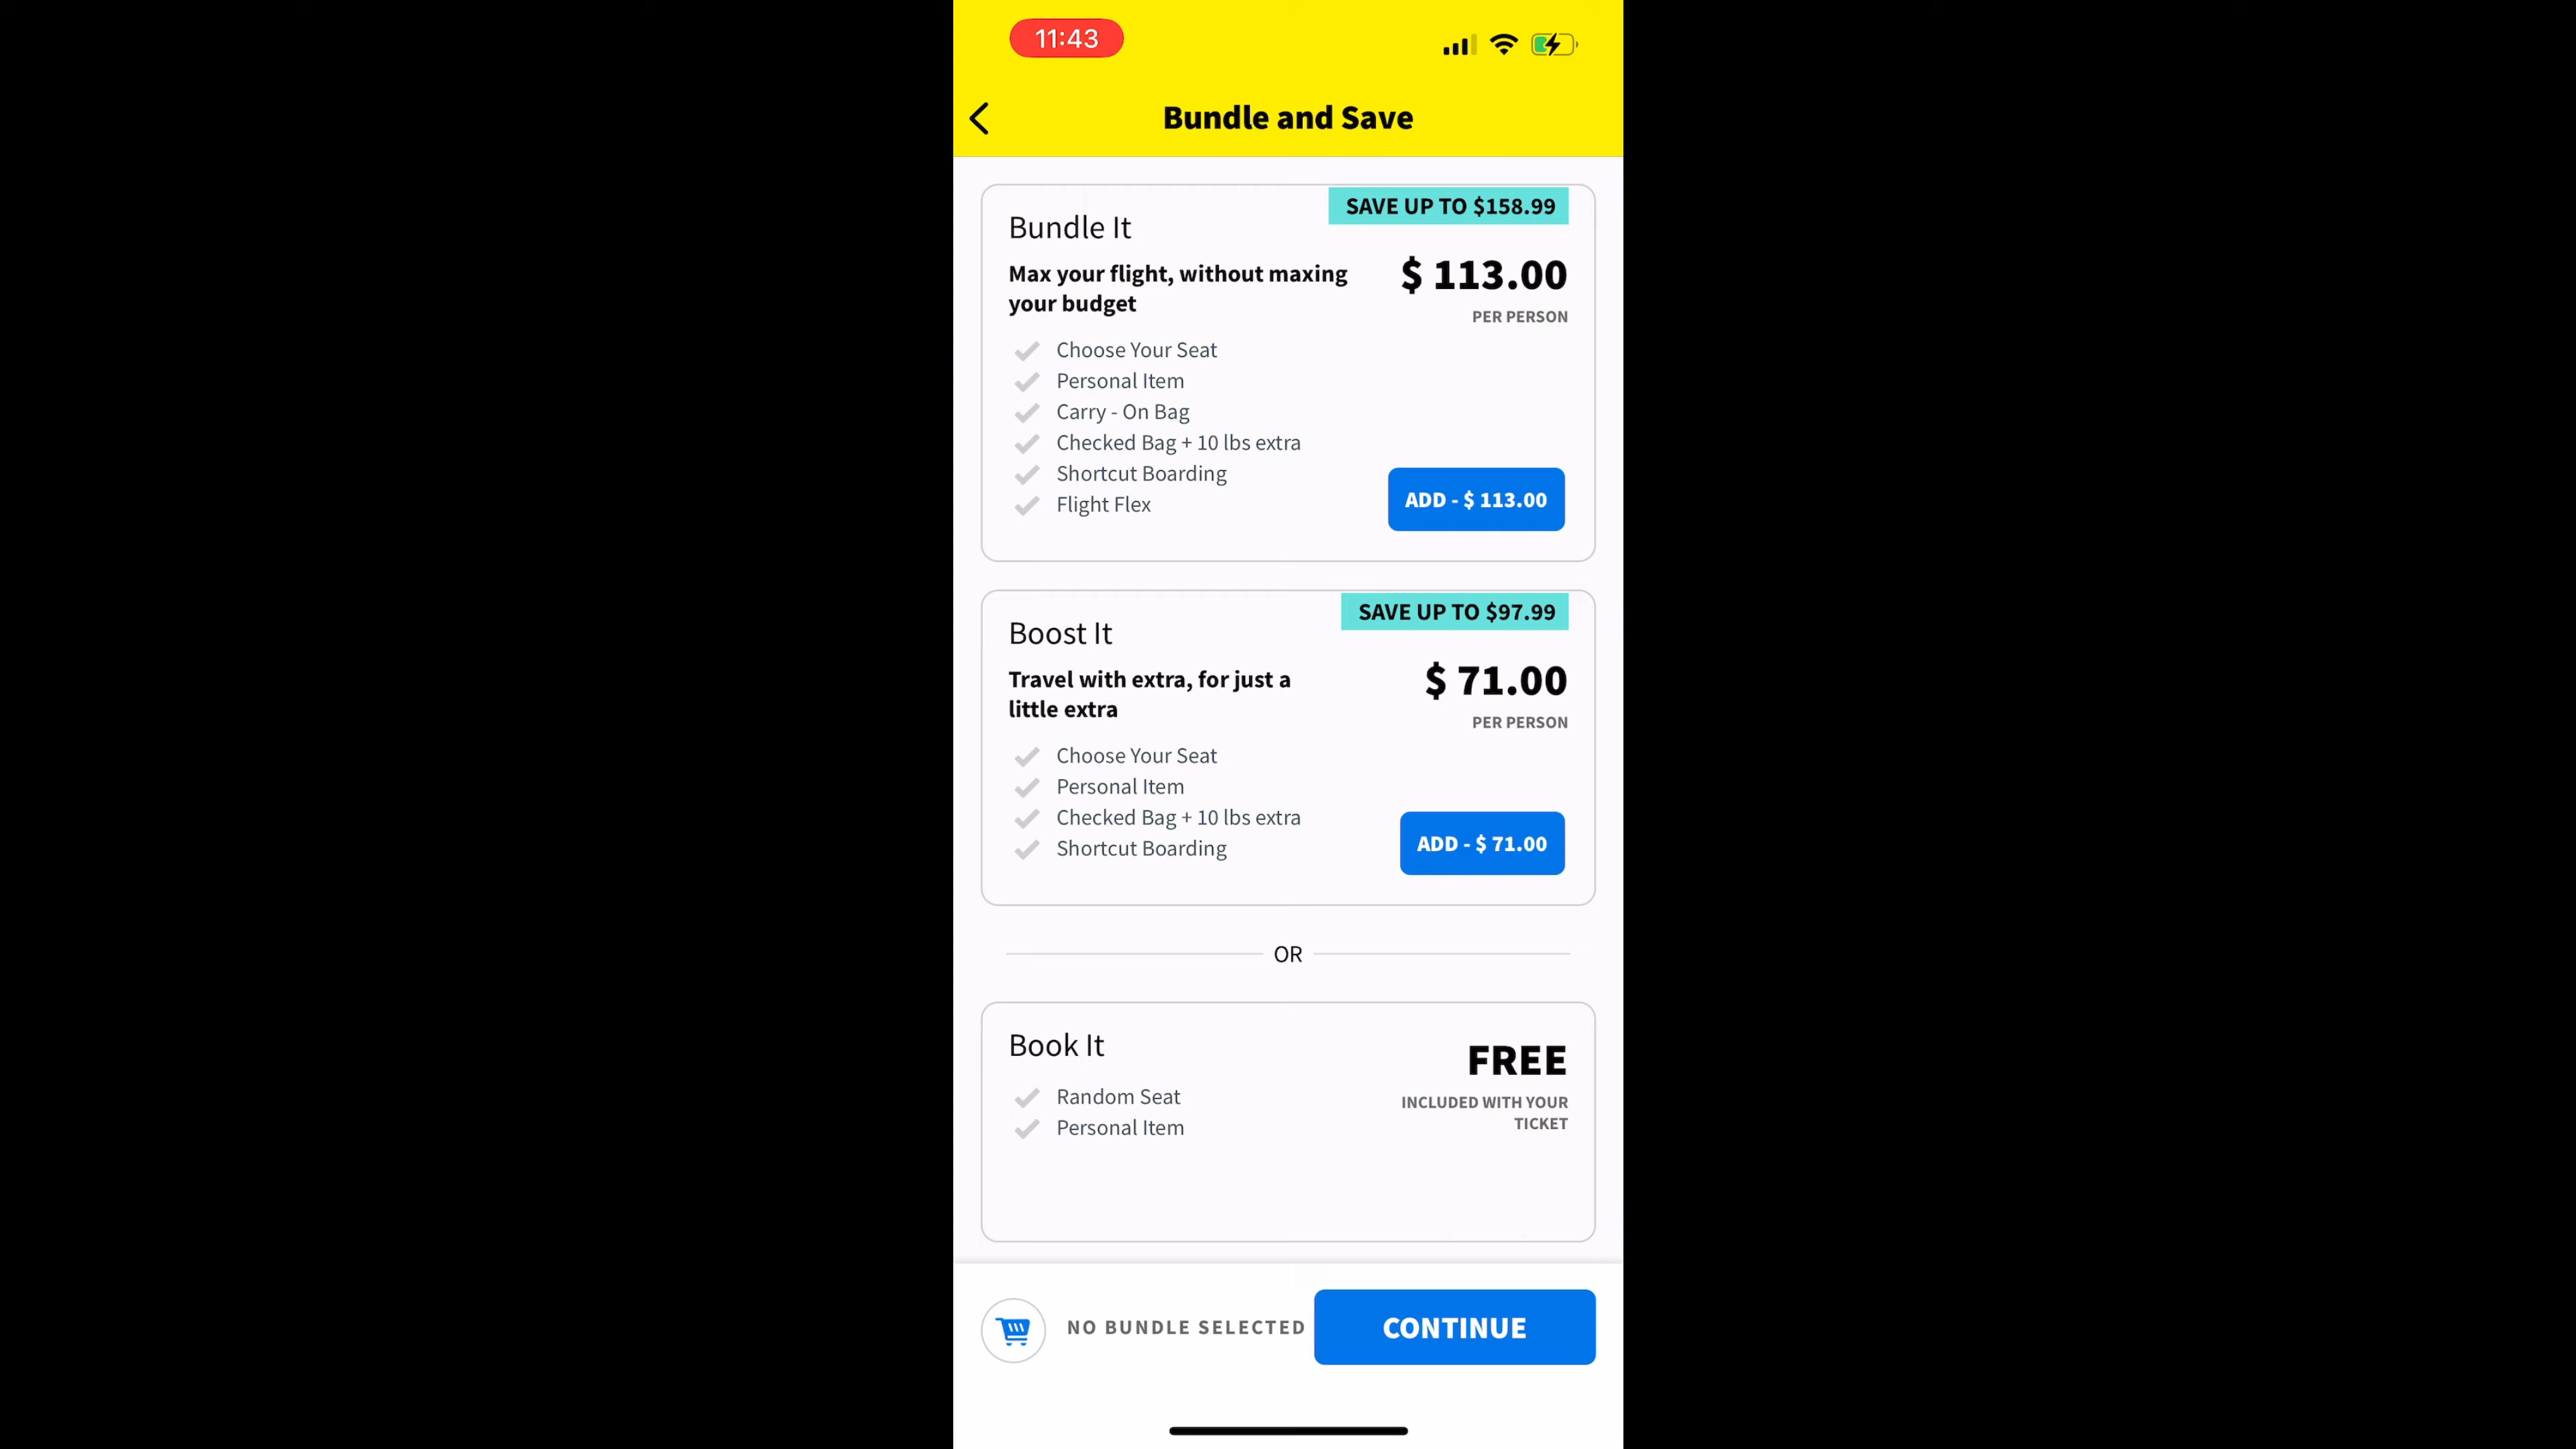 11:43
Bundle and Save
SAVE UP TO $158.99
Bundle It
Max your flight, without maxing
your budget
$ 113.00
PER PERSON
Choose Your Seat
Personal Item
Carry - On Bag
Checked Bag + 10 lbs extra
Shortcut Boarding
Flight Flex
ADD - $ 113.00
SAVE UP TO $97.99
Boost It
Travel with extra, for just a
little extra
$ 71.00
PER PERSON
Choose Your Seat
Personal Item
Checked Bag + 10 lbs extra
Shortcut Boarding
ADD - $ 71.00
OR
Book It
FREE
INCLUDED WITH YOUR
TICKET
Random Seat
Personal Item
NO BUNDLE SELECTED
CONTINUE